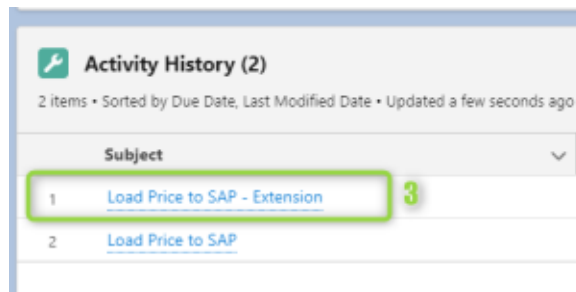 Activity History (2)
2 items • Sorted by Due Date, Last Modified Date • Updated a few seconds ago
Subject
1 Load Price to SAP - Extension 3
2 Load Price to SAP